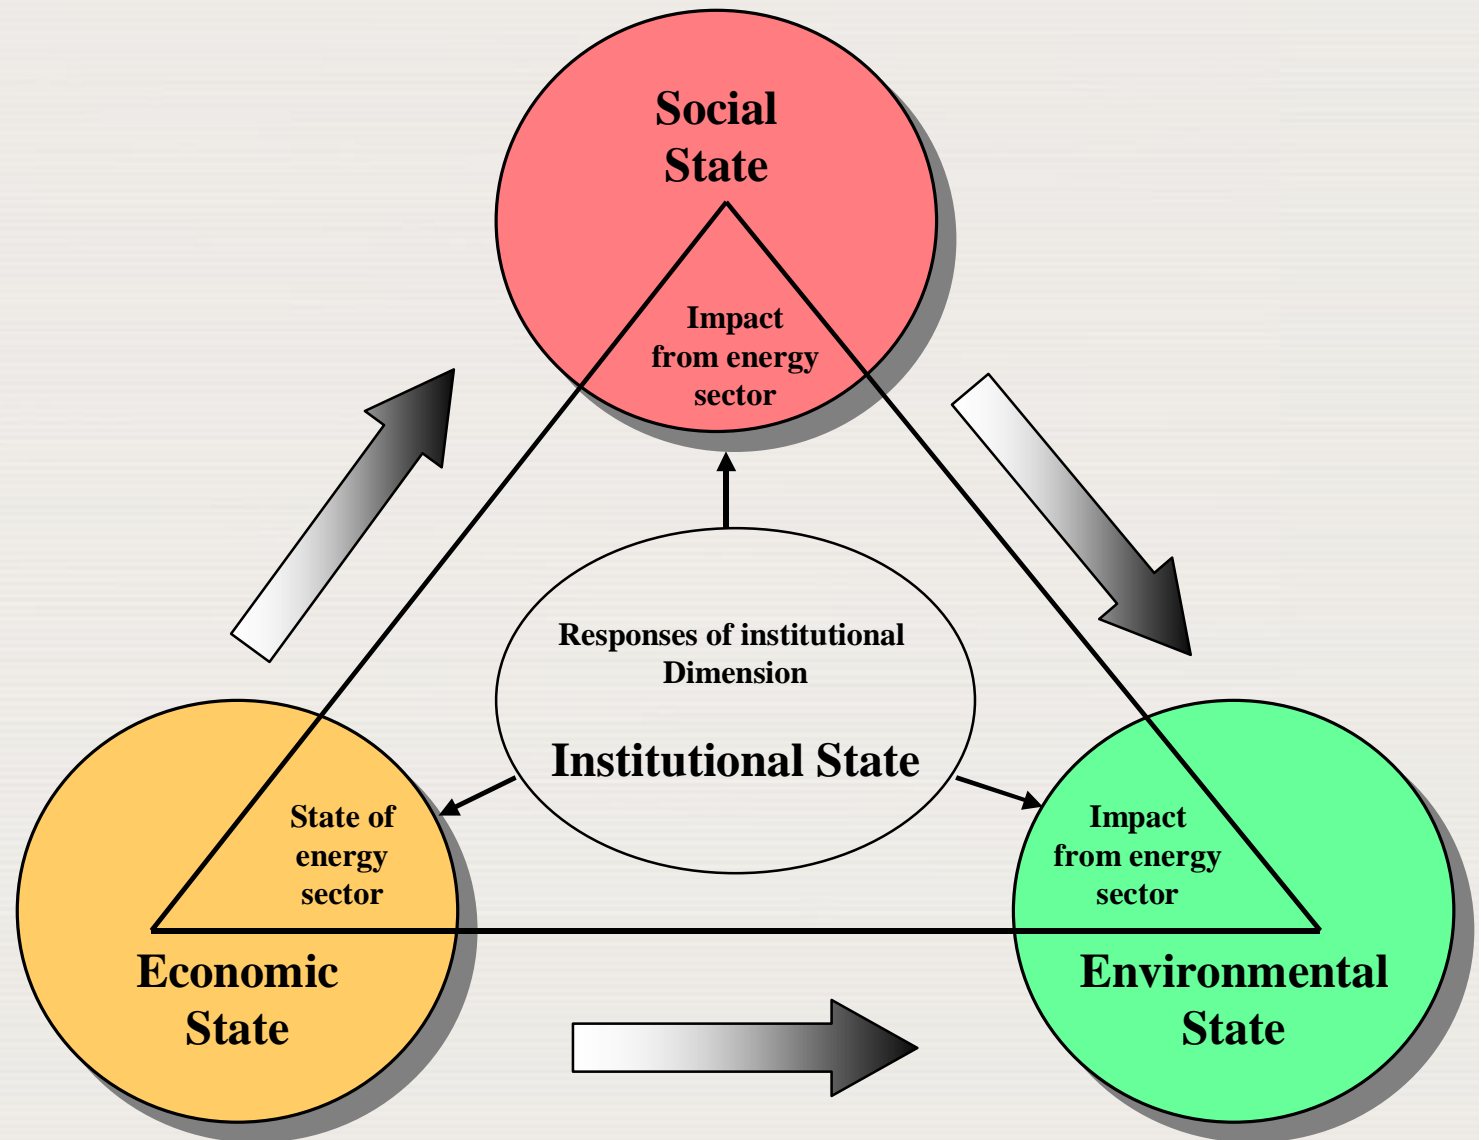 Social
State
Impact
from energy
sector
Responses of institutional
Dimension
Institutional State
State of
energy
sector
Economic
State
Impact
from energy
sector
Environmental
State